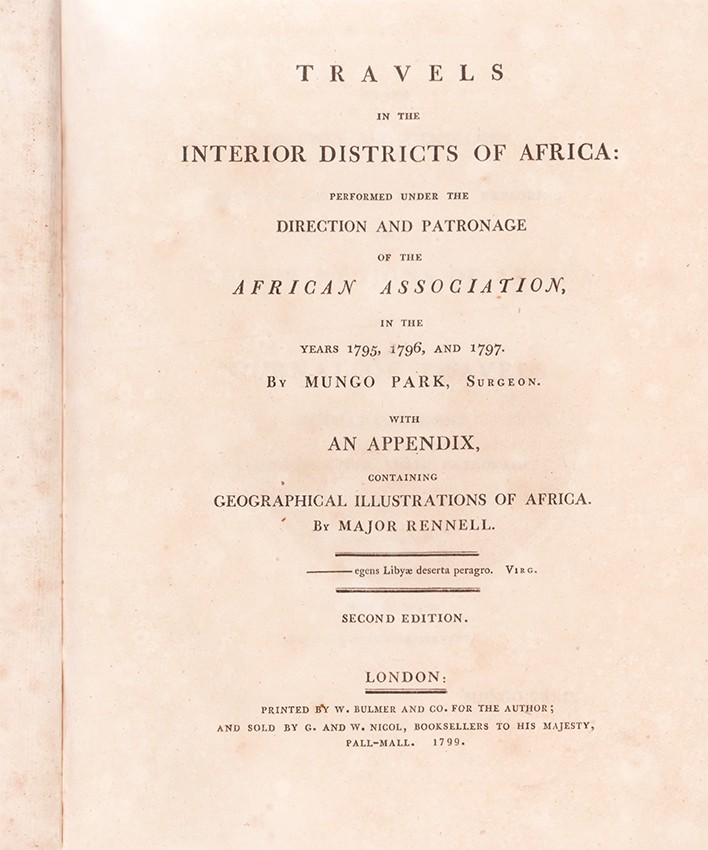 TRAVELS
IN THE
INTERIOR DISTRICTS OF AFRICA:
PERFORMED UNDER THE
DIRECTION AND PATRONAGE
OF THE
AFRICAN ASSOCIATION,
IN THE
YEARS 1795, 1796, AND 1797.
BY MUNGO PARK, SURGEON.
WITH
AN APPENDIX,
CONTAINING
GEOGRAPHICAL ILLUSTRATIONS OF AFRICA.
BY MAJOR RENNELL.
——— egens Libyæ deserta peragro. VIRG.
SECOND EDITION.
LONDON:
PRINTED BY W. BULMER AND CO. FOR THE AUTHOR;
AND SOLD BY G. AND W. NICOL, BOOKSELLERS TO HIS MAJESTY,
PALL-MALL. 1799.